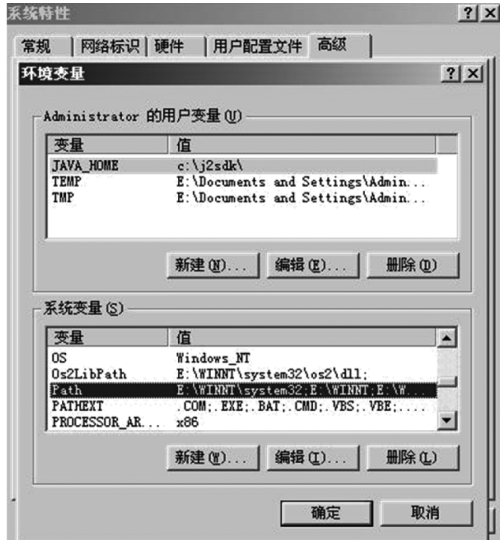 系统特性
常规 网络标识 硬件 用户配置文件 高级
环境变量
Administrator 的用户变量(U)
变量 值
JAVA_HOME c:\j2sdk\
TEMP E:\Documents and Settings\Admin...
TMP E:\Documents and Settings\Admin...
新建(N)... 编辑(E)... 删除(D)
系统变量(S)
变量 值
OS Windows_NT
Os2LibPath E:\WINNT\system32\os2\dll;
Path E:\WINNT\system32;E:\WINNT;E:\W...
PATHEXT .COM;.EXE;.BAT;.CMD;.VBS;.VBE;....
PROCESSOR_AR... x86
新建(W)... 编辑(I)... 删除(L)
确定 取消